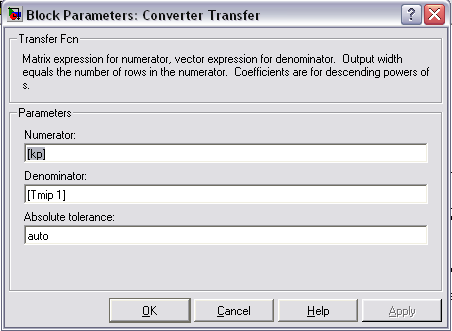 Block Parameters: Converter Transfer
Transfer Fcn
Matrix expression for numerator, vector expression for denominator. Output width
equals the number of rows in the numerator. Coefficients are for descending powers of
s.
Parameters
Numerator:
[kp]
Denominator:
[Tmip 1]
Absolute tolerance:
auto
OK Cancel Help Apply